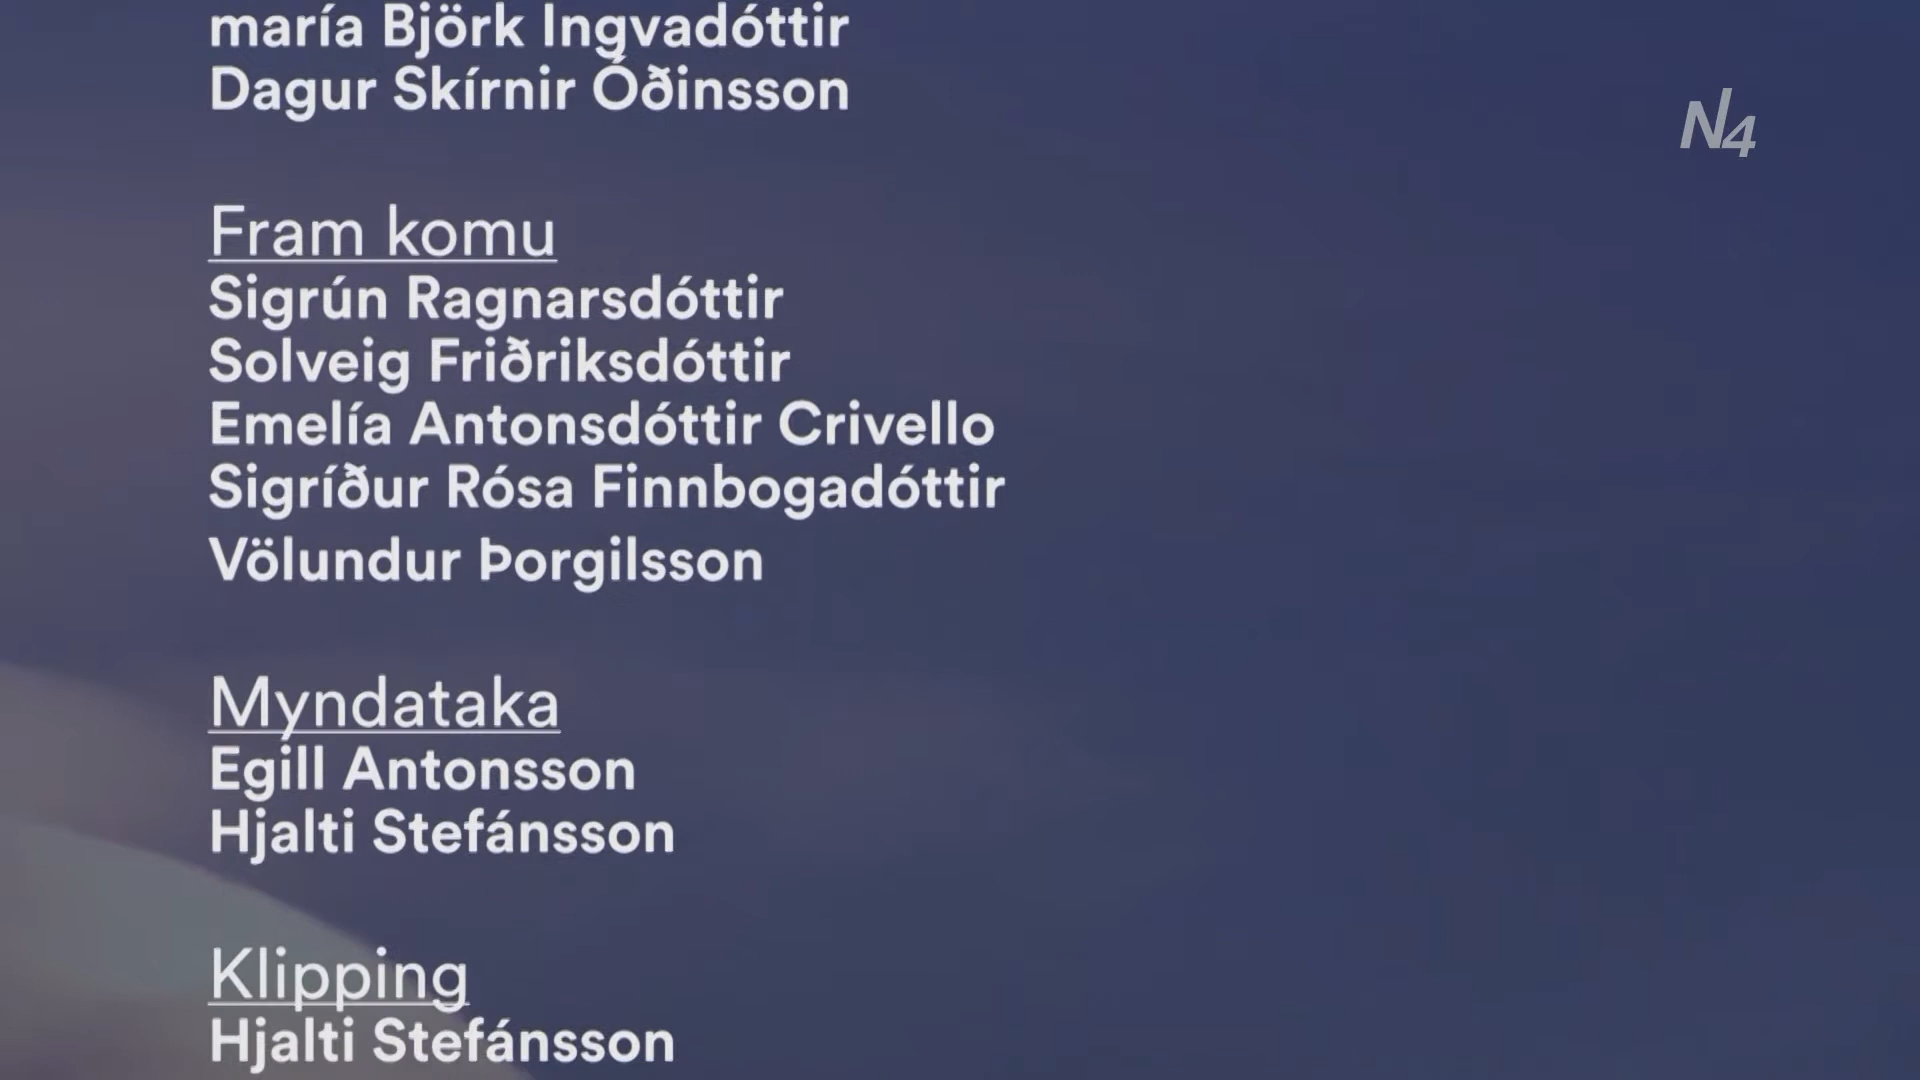 maría Björk Ingvadóttir
Dagur Skírnir Óðinsson
N4
Fram komu
Sigrún Ragnarsdóttir
Solveig Friðriksdóttir
Emelía Antonsdóttir Crivello
Sigríður Rósa Finnbogadóttir
Völundur Þorgilsson
Myndataka
Egill Antonsson
Hjalti Stefánsson
Klipping
Hjalti Stefánsson